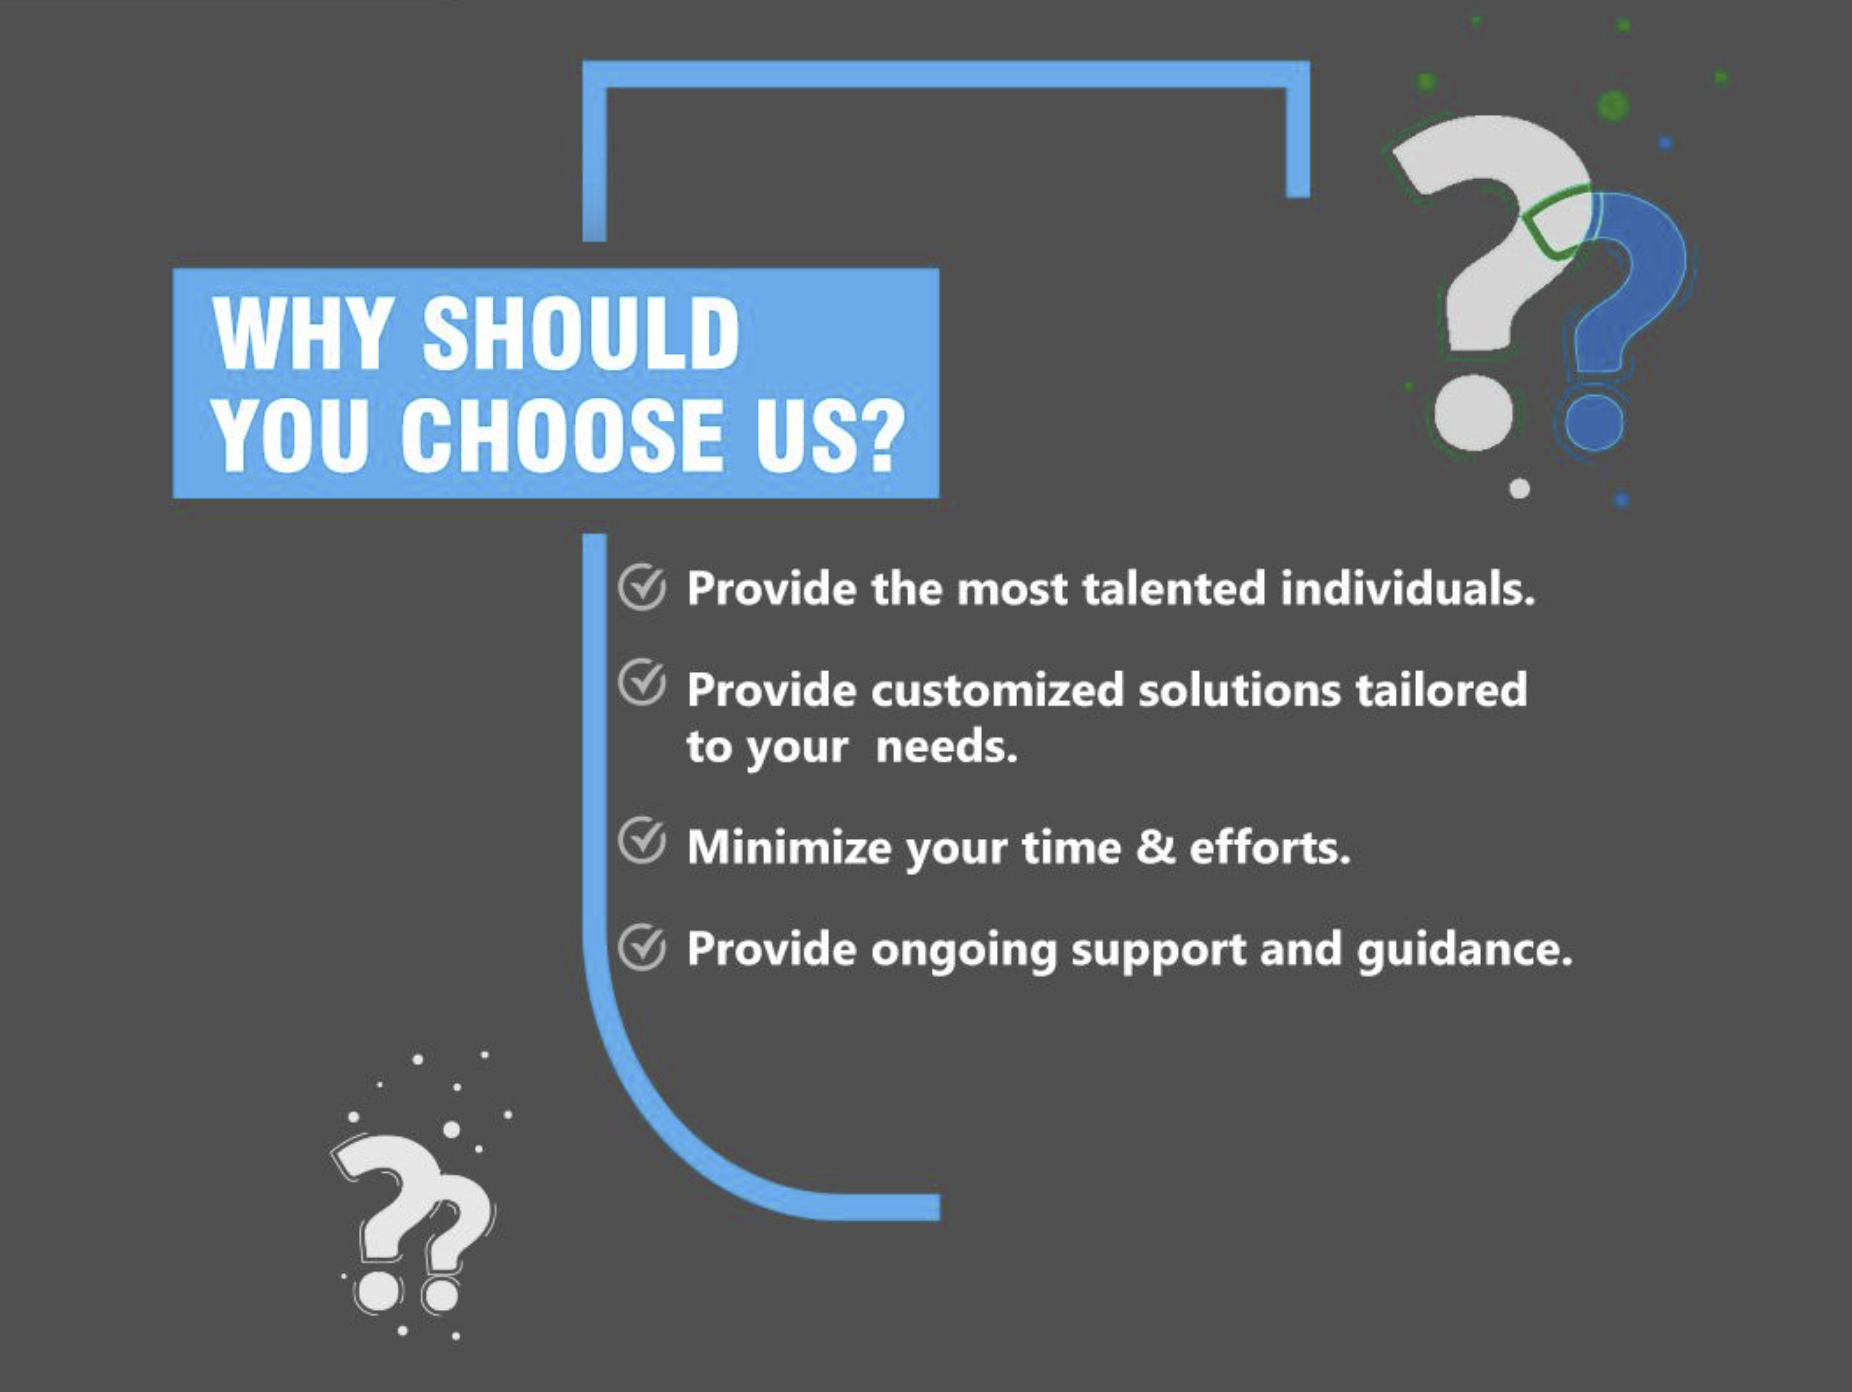 WHY SHOULD
YOU CHOOSE US?
Provide the most talented individuals.
Provide customized solutions tailored
to your  needs.
Minimize your time & efforts.
Provide ongoing support and guidance.